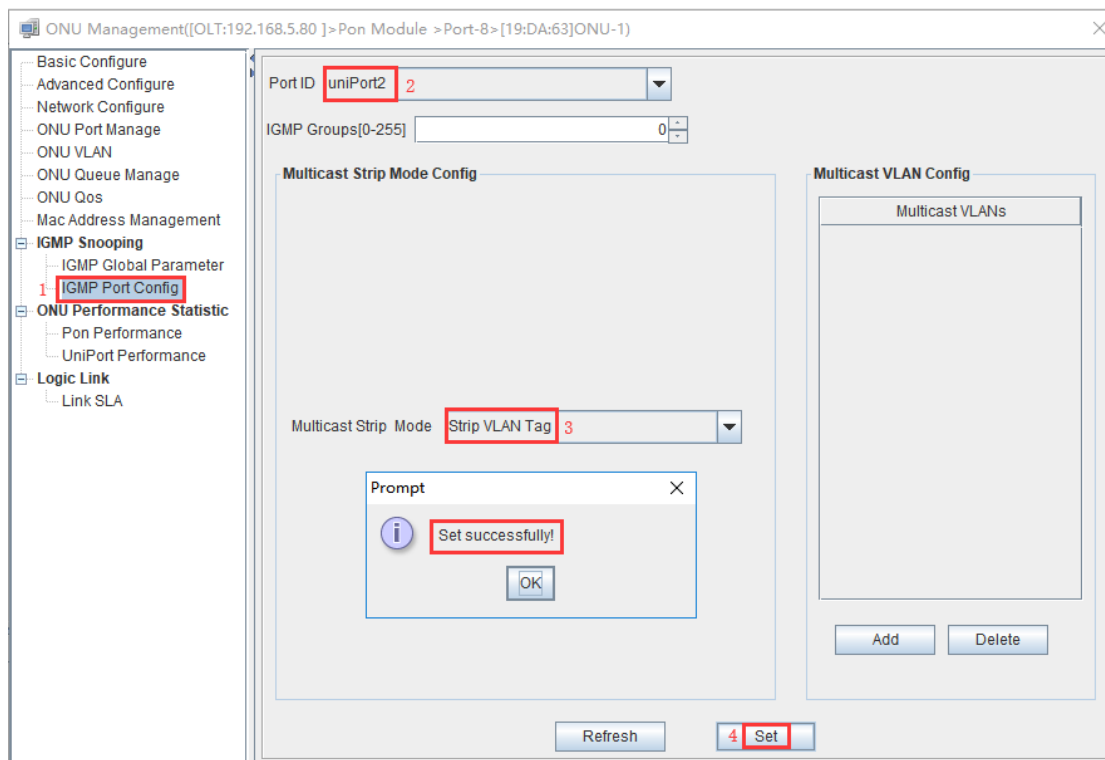 ONU Management([OLT:192.168.5.80 ]>Pon Module >Port-8>[19:DA:63]ONU-1)
Basic Configure
Advanced Configure
Network Configure
ONU Port Manage
ONU VLAN
ONU Queue Manage
ONU Qos
Mac Address Management
IGMP Snooping
IGMP Global Parameter
1 IGMP Port Config
ONU Performance Statistic
Pon Performance
UniPort Performance
Logic Link
Link SLA
Port ID uniPort2 2
IGMP Groups[0-255] 0
Multicast Strip Mode Config
Multicast Strip Mode Strip VLAN Tag 3
Prompt
i
Set successfully!
OK
Multicast VLAN Config
Multicast VLANs
Add Delete
Refresh 4 Set